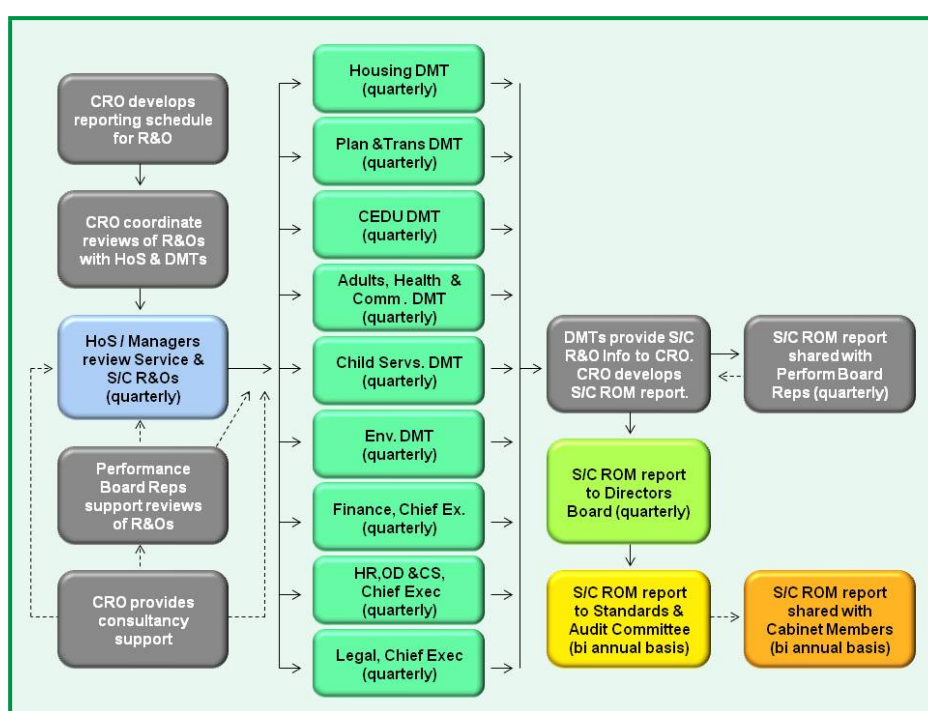 CRO develops
reporting schedule
for R&O
CRO coordinate
reviews of R&Os
with HoS & DMTs
HoS / Managers
review Service &
S/C R&Os
(quarterly)
Performance
Board Reps
support reviews
of R&Os
CRO provides
consultancy
support
Housing DMT
(quarterly)
Plan &Trans DMT
(quarterly)
CEDU DMT
(quarterly)
Adults, Health &
Comm . DMT
(quarterly)
Child Servs. DMT
(quarterly)
Env. DMT
(quarterly)
Finance, Chief Ex.
(quarterly)
HR,OD &CS,
Chief Exec
(quarterly)
Legal, Chief Exec
(quarterly)
DMTs provide S/C
R&O Info to CRO.
CRO develops
S/C ROM report.
S/C ROM report
shared with
Perform Board
Reps (quarterly)
S/C ROM report
to Directors
Board (quarterly)
S/C ROM report
to Standards &
Audit Committee
(bi annual basis)
S/C ROM report
shared with
Cabinet Members
(bi annual basis)